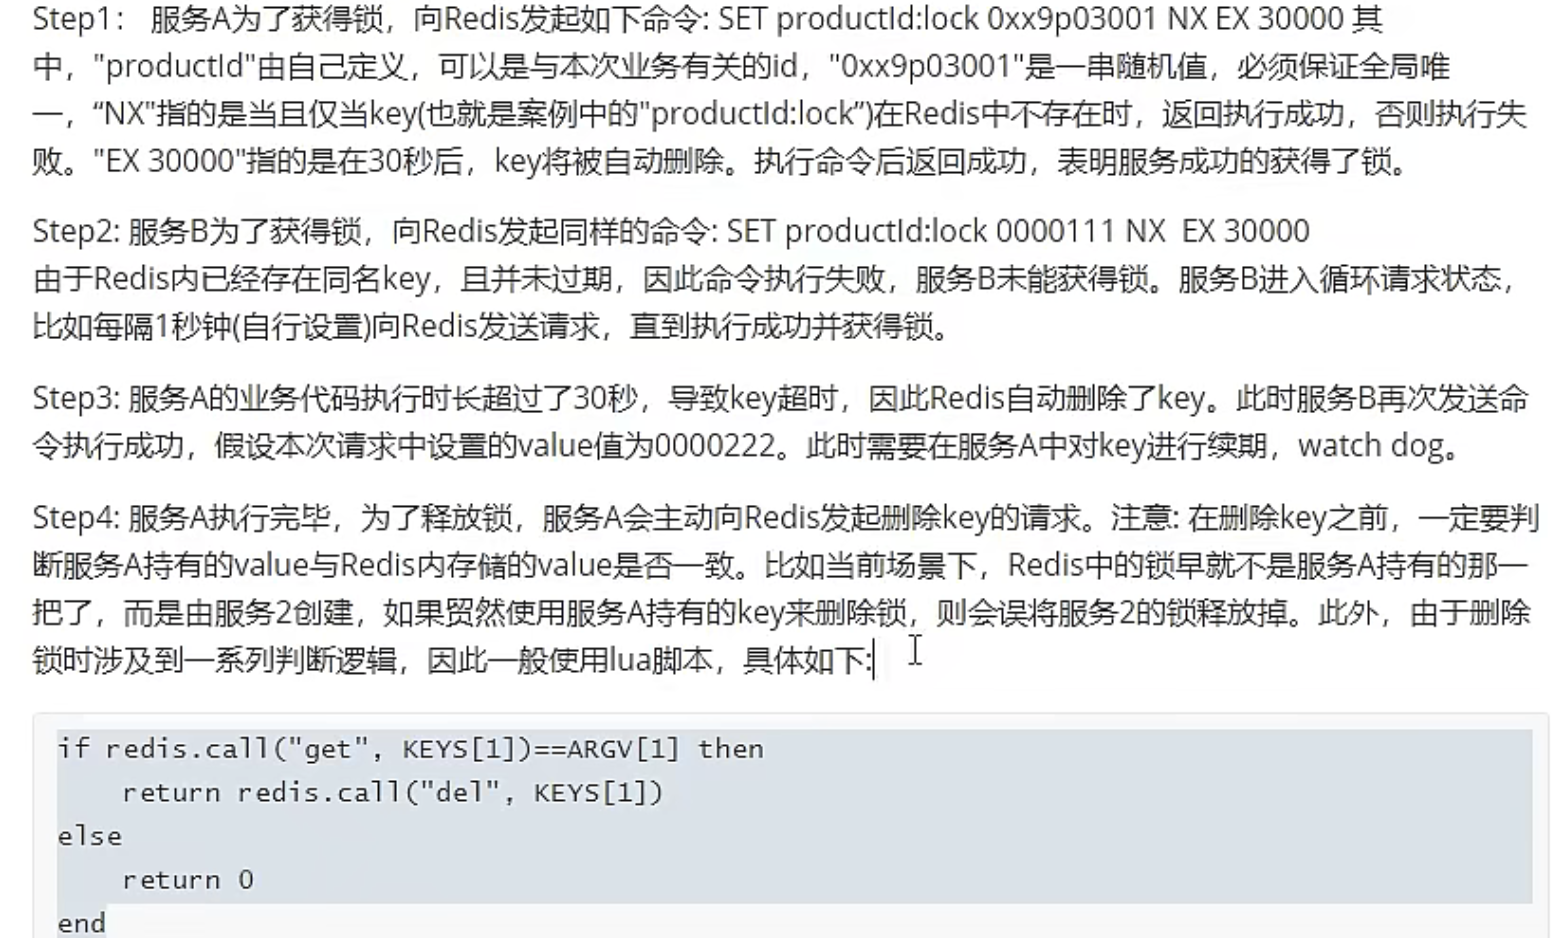 Step1： 服务A为了获得锁，向Redis发起如下命令: SET productId:lock 0xx9p03001 NX EX 30000 其
中，"productId"由自己定义，可以是与本次业务有关的id，"0xx9p03001"是一串随机值，必须保证全局唯
一，“NX"指的是当且仅当key(也就是案例中的"productId:lock”)在Redis中不存在时，返回执行成功，否则执行失
败。"EX 30000"指的是在30秒后，key将被自动删除。执行命令后返回成功，表明服务成功的获得了锁。
Step2: 服务B为了获得锁，向Redis发起同样的命令: SET productId:lock 0000111 NX  EX 30000
由于Redis内已经存在同名key，且并未过期，因此命令执行失败，服务B未能获得锁。服务B进入循环请求状态，
比如每隔1秒钟(自行设置)向Redis发送请求，直到执行成功并获得锁。
Step3: 服务A的业务代码执行时长超过了30秒，导致key超时，因此Redis自动删除了key。此时服务B再次发送命
令执行成功，假设本次请求中设置的value值为0000222。此时需要在服务A中对key进行续期，watch dog。
Step4: 服务A执行完毕，为了释放锁，服务A会主动向Redis发起删除key的请求。注意: 在删除key之前，一定要判
断服务A持有的value与Redis内存储的value是否一致。比如当前场景下，Redis中的锁早就不是服务A持有的那一
把了，而是由服务2创建，如果贸然使用服务A持有的key来删除锁，则会误将服务2的锁释放掉。此外，由于删除
锁时涉及到一系列判断逻辑，因此一般使用lua脚本，具体如下:
if redis.call("get", KEYS[1])==ARGV[1] then
    return redis.call("del", KEYS[1])
else
    return 0
end